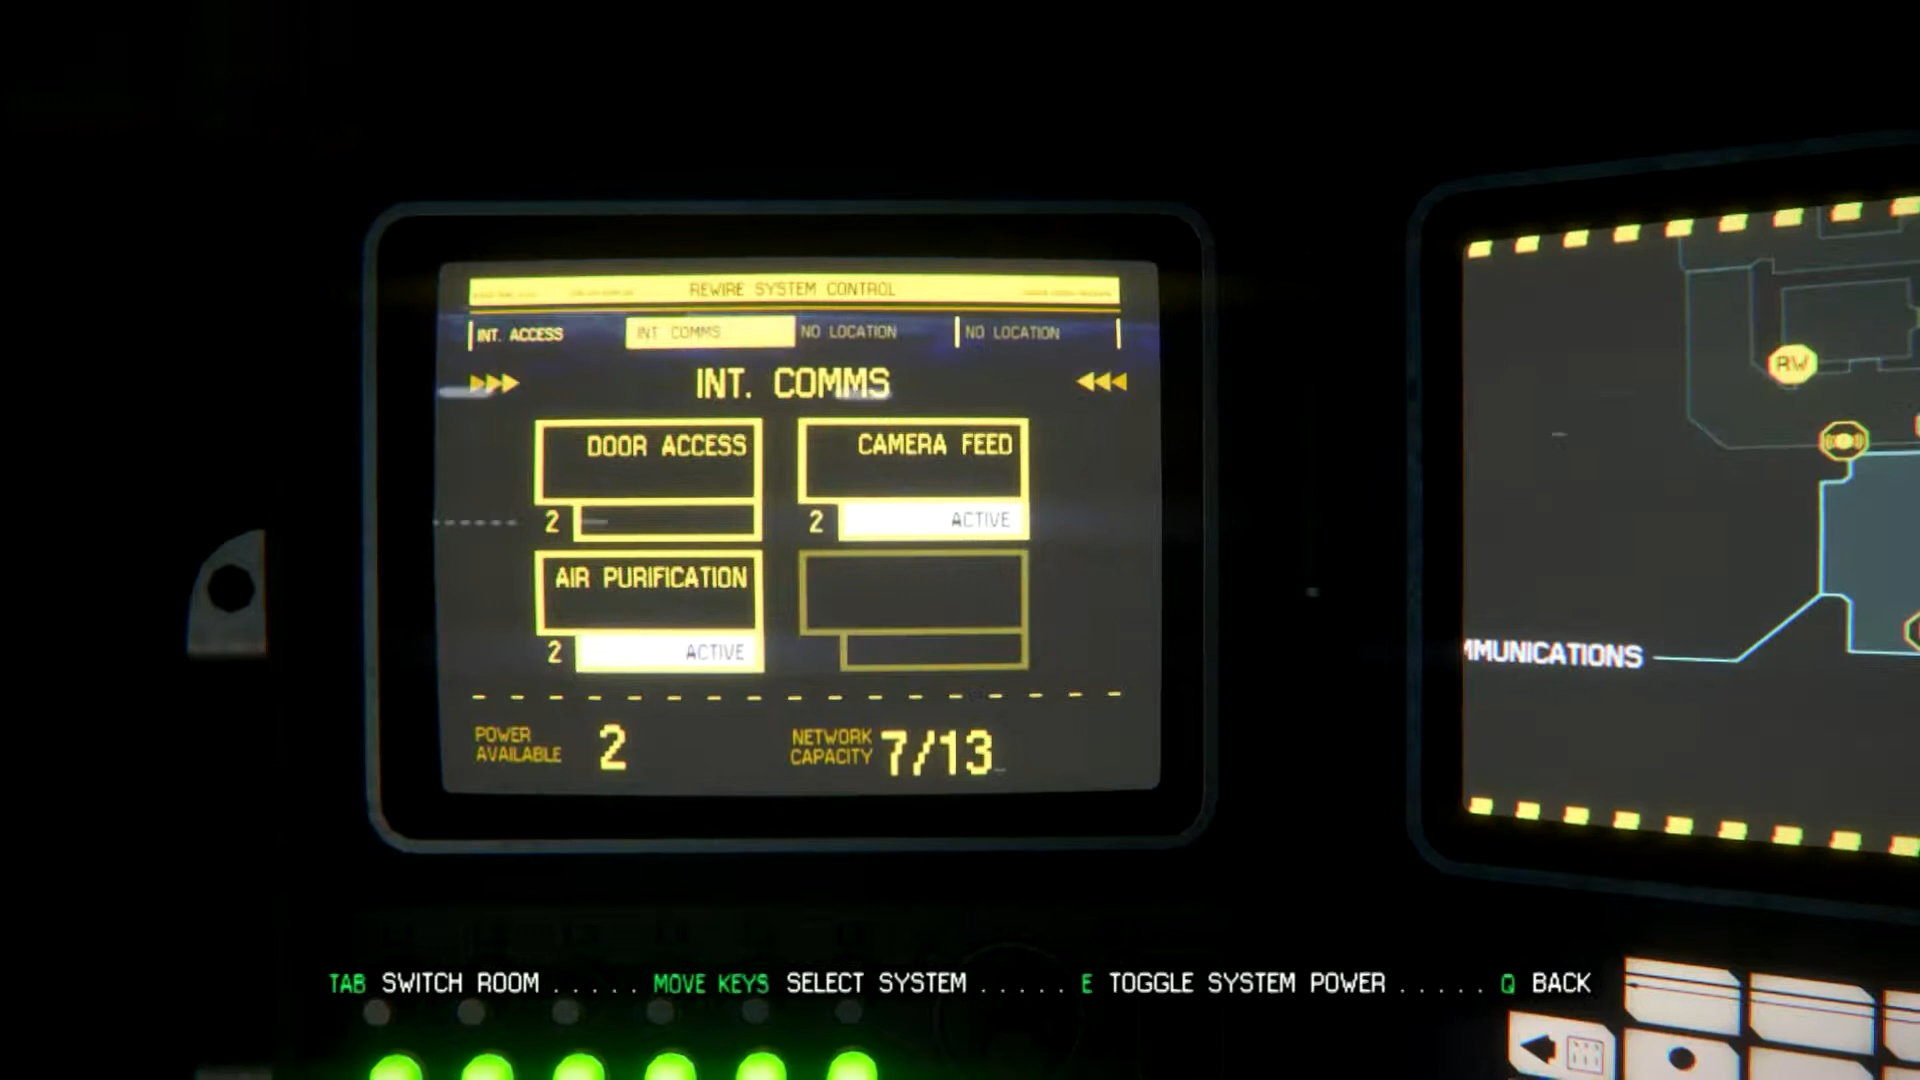 REWIRE SYSTEM CONTROL
INT. ACCESS
INT COMMS
NO LOCATION
NO LOCATION
INT. COMMS
DOOR ACCESS
2
CAMERA FEED
2
ACTIVE
AIR PURIFICATION
2
ACTIVE
POWER
AVAILABLE
2
NETWORK
CAPACITY
7/13
RW
MMUNICATIONS
TAB SWITCH ROOM ..... MOVE KEYS SELECT SYSTEM ..... E TOGGLE SYSTEM POWER ..... Q BACK